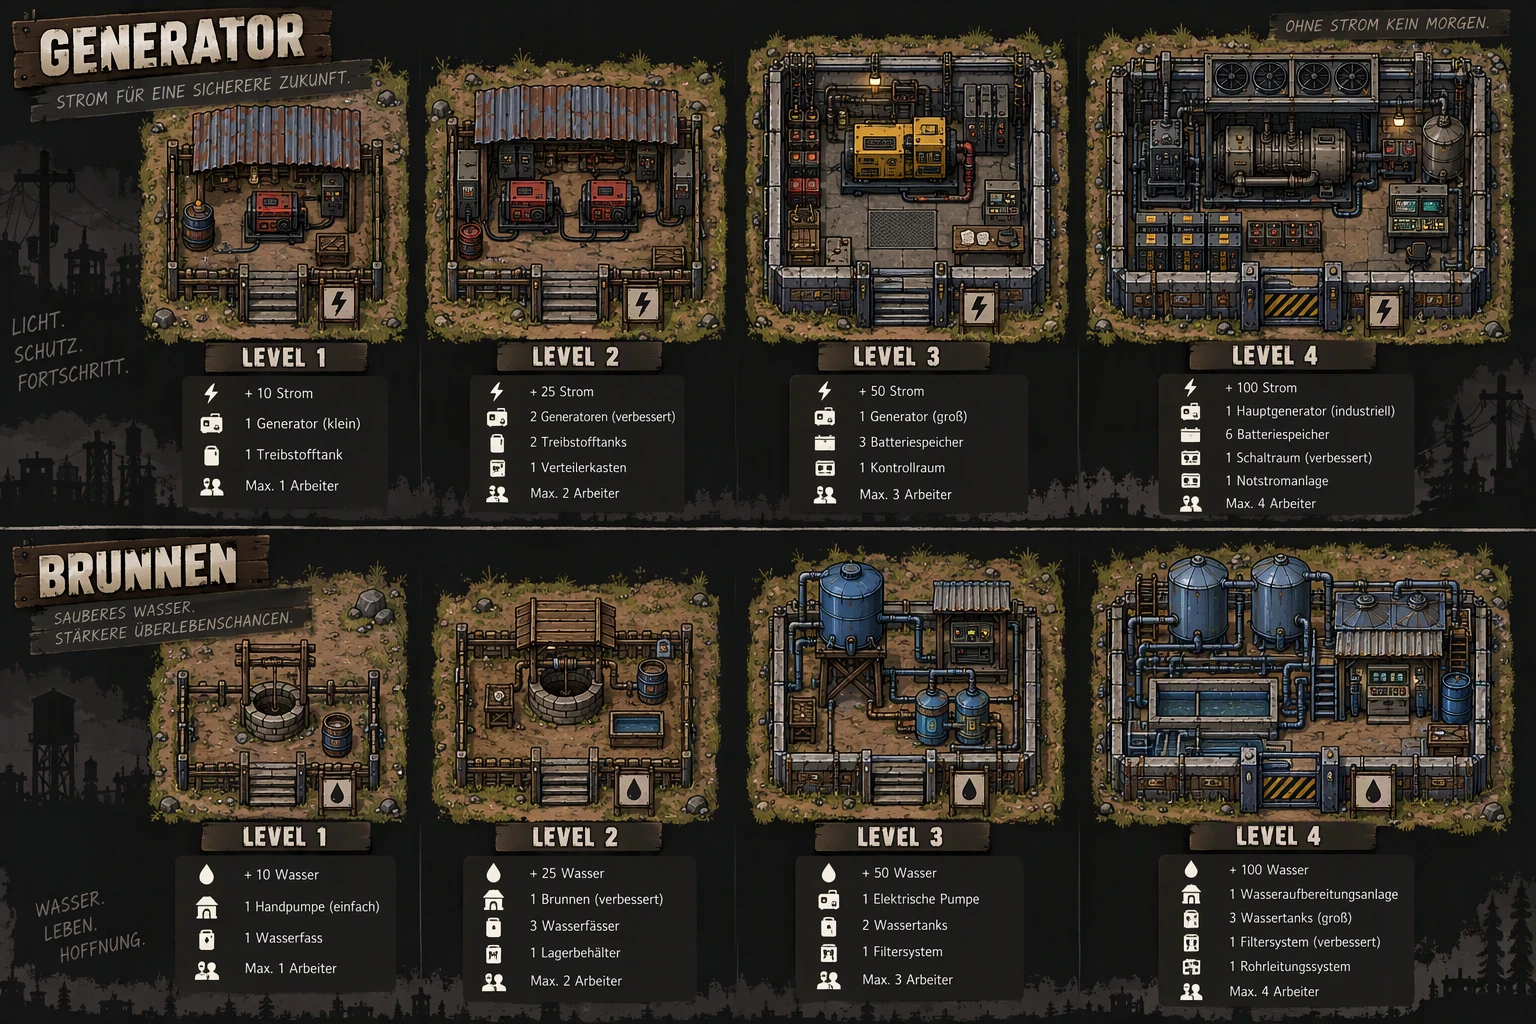 GENERATOR
STROM FÜR EINE SICHERERE ZUKUNFT.
OHNE STROM KEIN MORGEN.
LICHT.
SCHUTZ.
FORTSCHRITT.
LEVEL 1
+ 10 Strom
1 Generator (klein)
1 Treibstofftank
Max. 1 Arbeiter
LEVEL 2
+ 25 Strom
2 Generatoren (verbessert)
2 Treibstofftanks
1 Verteilerkasten
Max. 2 Arbeiter
LEVEL 3
+ 50 Strom
1 Generator (groß)
3 Batteriespeicher
1 Kontrollraum
Max. 3 Arbeiter
LEVEL 4
+ 100 Strom
1 Hauptgenerator (industriell)
6 Batteriespeicher
1 Schaltraum (verbessert)
1 Notstromanlage
Max. 4 Arbeiter
BRUNNEN
SAUBERES WASSER.
STÄRKERE ÜBERLEBENSCHANCEN.
WASSER.
LEBEN.
HOFFNUNG.
LEVEL 1
+ 10 Wasser
1 Handpumpe (einfach)
1 Wasserfass
Max. 1 Arbeiter
LEVEL 2
+ 25 Wasser
1 Brunnen (verbessert)
3 Wasserfässer
1 Lagerbehälter
Max. 2 Arbeiter
LEVEL 3
+ 50 Wasser
1 Elektrische Pumpe
2 Wassertanks
1 Filtersystem
Max. 3 Arbeiter
LEVEL 4
+ 100 Wasser
1 Wasseraufbereitungsanlage
3 Wassertanks (groß)
1 Filtersystem (verbessert)
1 Rohrleitungssystem
Max. 4 Arbeiter